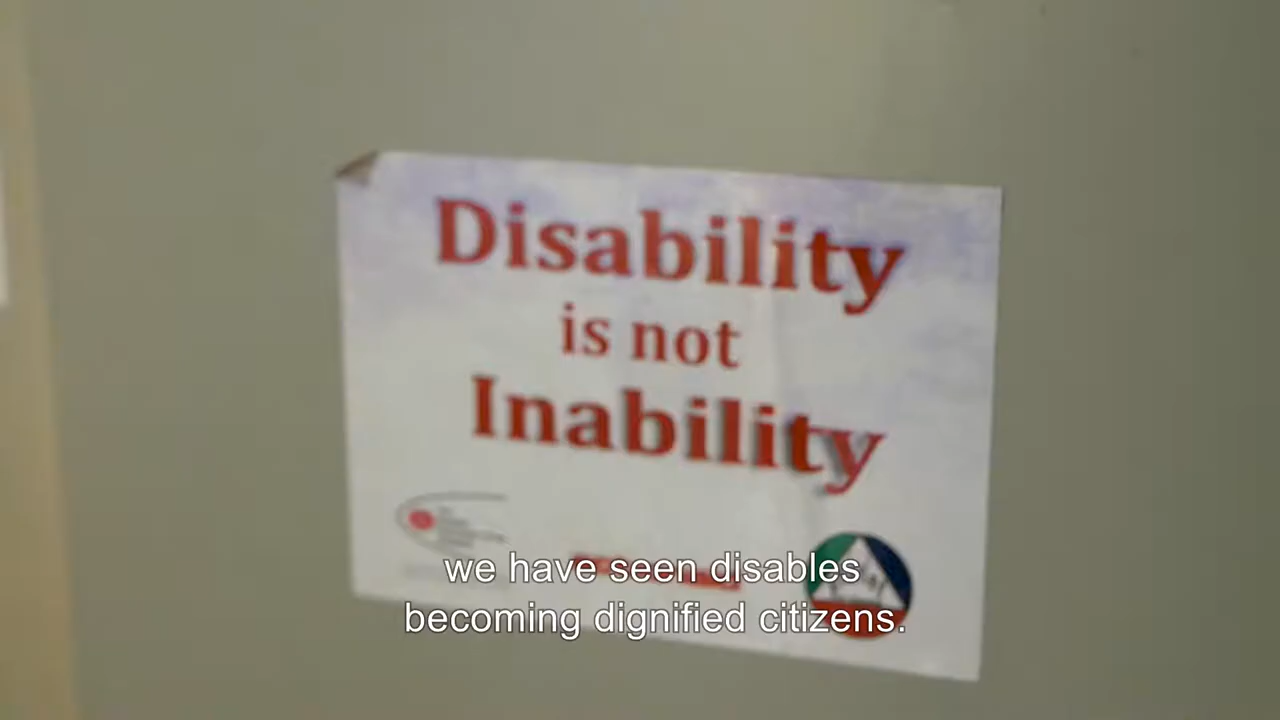 Disability
is not
Inability
we have seen disables
becoming dignified citizens.